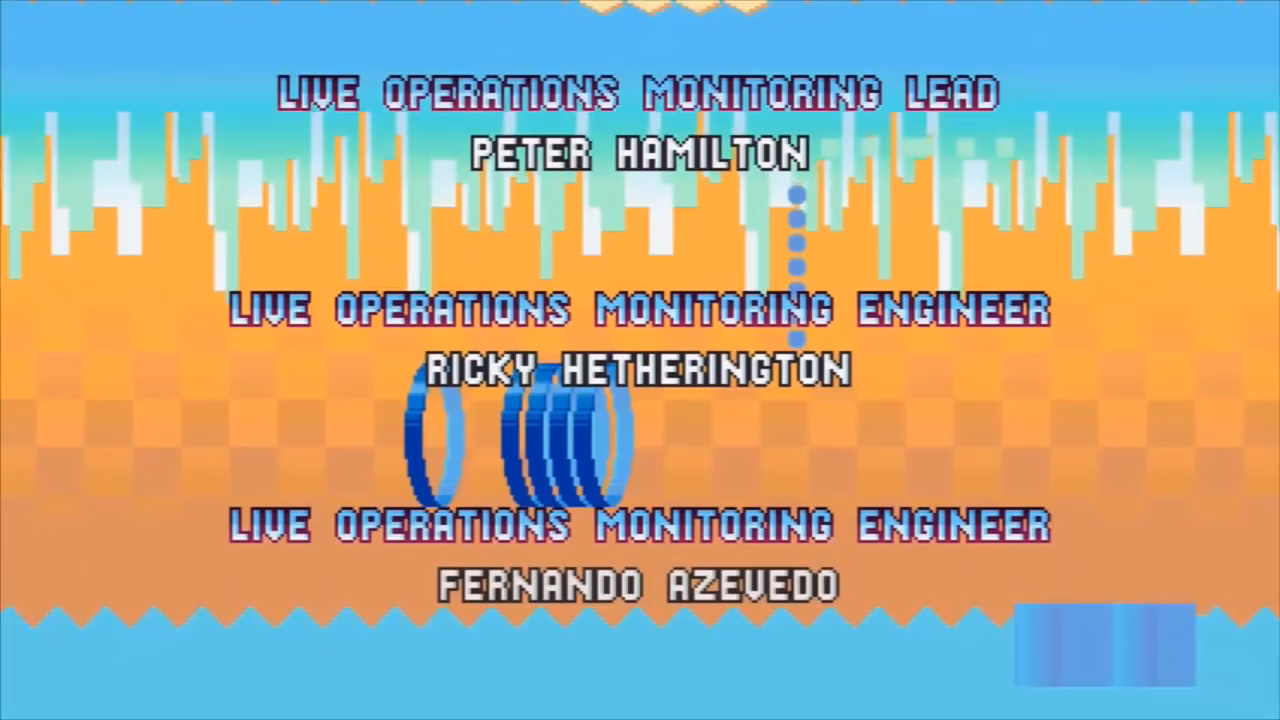 LIVE OPERATIONS MONITORING LEAD
PETER HAMILTON
LIVE OPERATIONS MONITORING ENGINEER
RICKY HETHERINGTON
LIVE OPERATIONS MONITORING ENGINEER
FERNANDO AZEVEDO